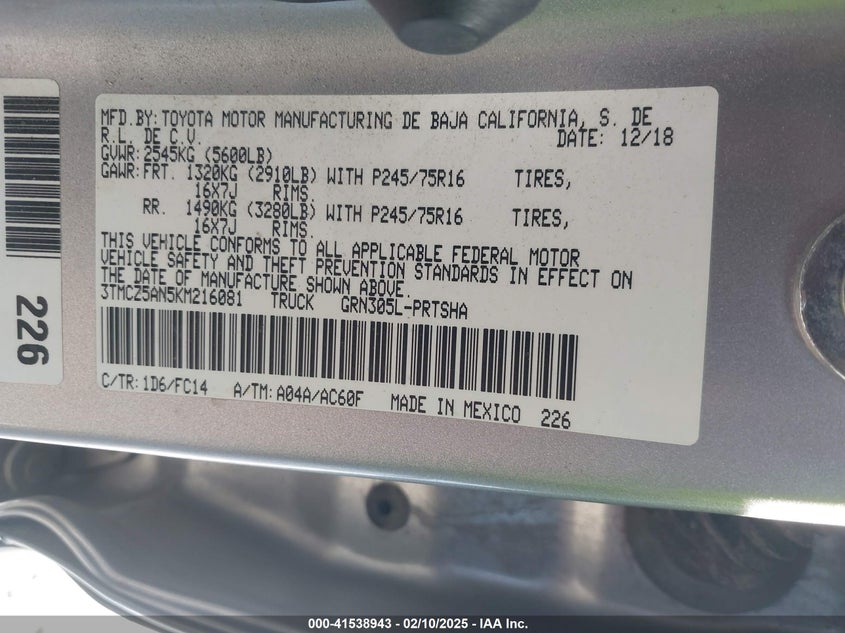 MFD.BY:TOYOTA MOTOR MANUFACTURING DE BAJA CALIFORNIA, S. DE
R.L. DE C.V. DATE: 12/18
GVWR:2545KG (5600LB)
GAWR:FRT. 1320KG (2910LB) WITH P245/75R16 TIRES,
16X7J RIMS.
RR. 1490KG (3280LB) WITH P245/75R16 TIRES,
16X7J RIMS.
THIS VEHICLE CONFORMS TO ALL APPLICABLE FEDERAL MOTOR
VEHICLE SAFETY AND THEFT PREVENTION STANDARDS IN EFFECT ON
THE DATE OF MANUFACTURE SHOWN ABOVE.
3TMCZ5AN5KM216081 TRUCK GRN305L-PRTSHA
C/TR:1D6/FC14 A/TM:A04A/AC60F MADE IN MEXICO 226
226
000-41538943 - 02/10/2025 - IAA Inc.